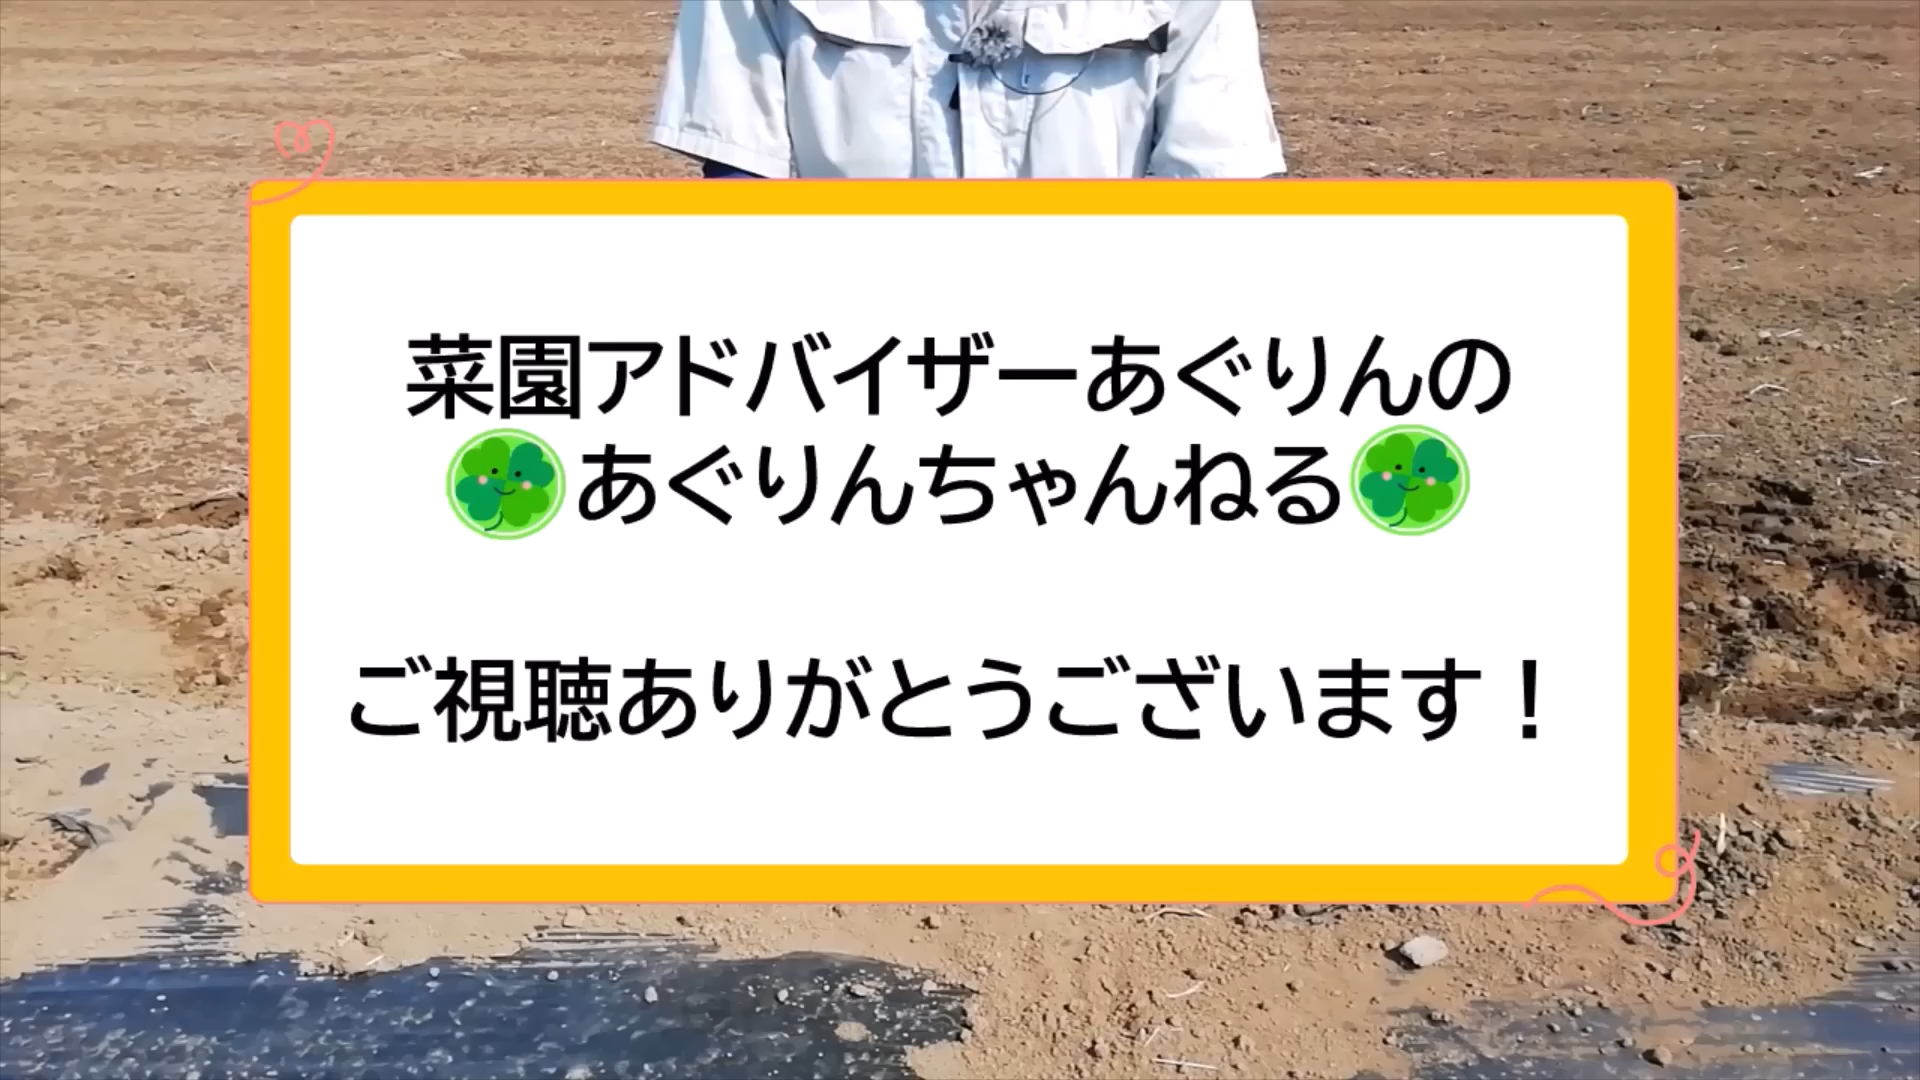 菜園アドバイザーあぐりんの
あぐりんちゃんねる
ご視聴ありがとうございます！